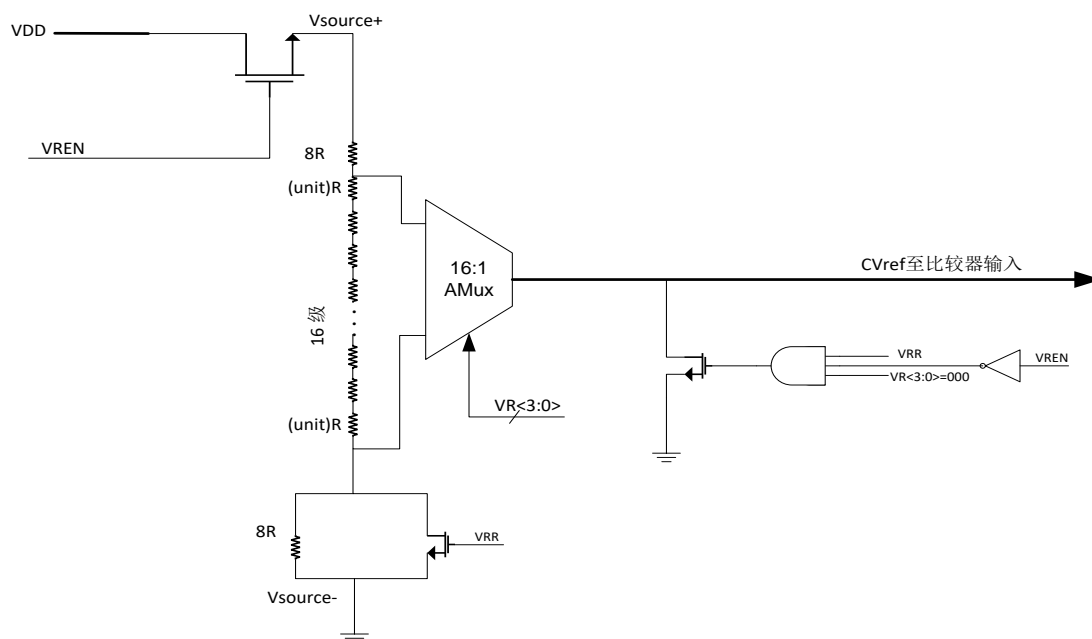 Vsource+
VDD
VREN
8R
(unit)R
16:1
AMux
CVref至比较器输入
16 级
VRR
VREN
VR<3:0>=000
VR<3:0>
(unit)R
8R
VRR
Vsource-